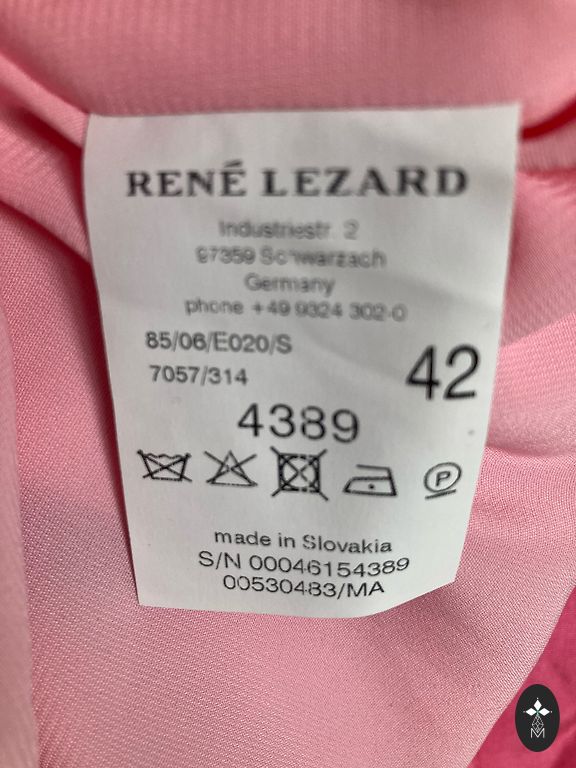 RENÉ LEZARD
Industriestr. 2
97359 Schwarzach
Germany
phone +49 9324 302-0
85/06/E020/S
7057/314
42
4389
P
made in Slovakia
S/N 00046154389
00530483/MA
M